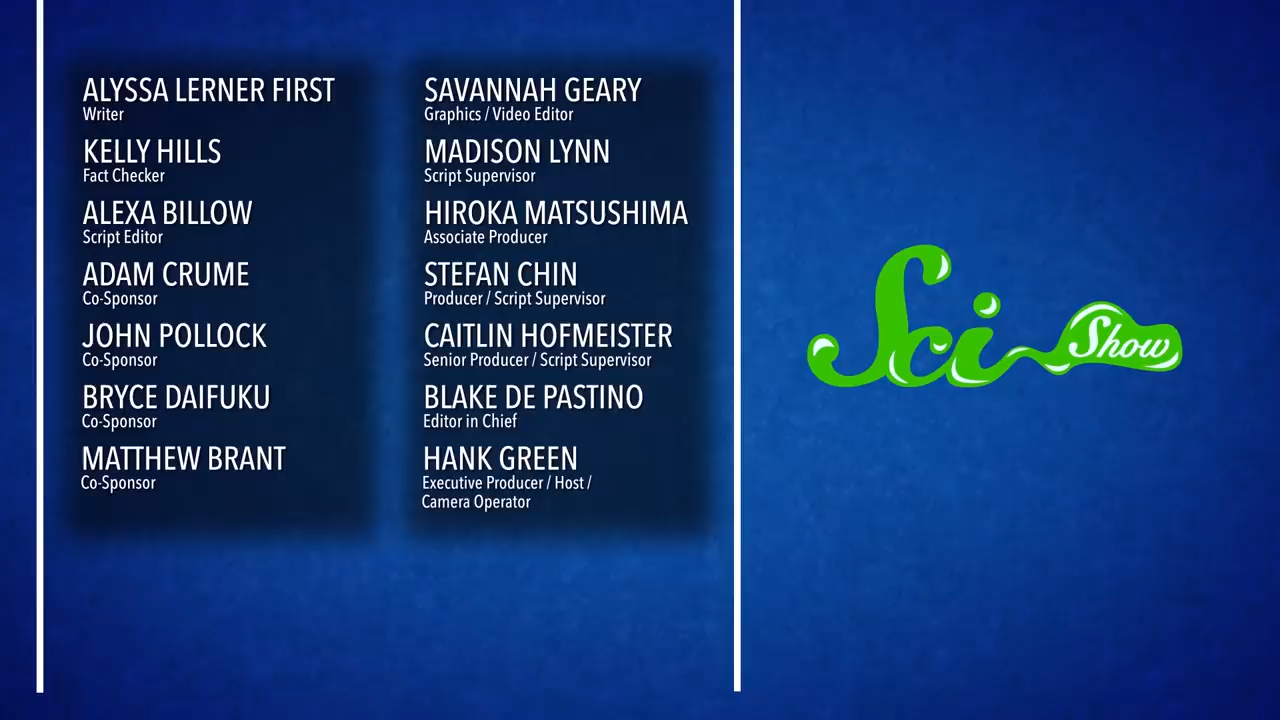 ALYSSA LERNER FIRST
Writer
KELLY HILLS
Fact Checker
ALEXA BILLOW
Script Editor
ADAM CRUME
Co-Sponsor
JOHN POLLOCK
Co-Sponsor
BRYCE DAIFUKU
Co-Sponsor
MATTHEW BRANT
Co-Sponsor
SAVANNAH GEARY
Graphics / Video Editor
MADISON LYNN
Script Supervisor
HIROKA MATSUSHIMA
Associate Producer
STEFAN CHIN
Producer / Script Supervisor
CAITLIN HOFMEISTER
Senior Producer / Script Supervisor
BLAKE DE PASTINO
Editor in Chief
HANK GREEN
Executive Producer / Host /
Camera Operator
Sci Show